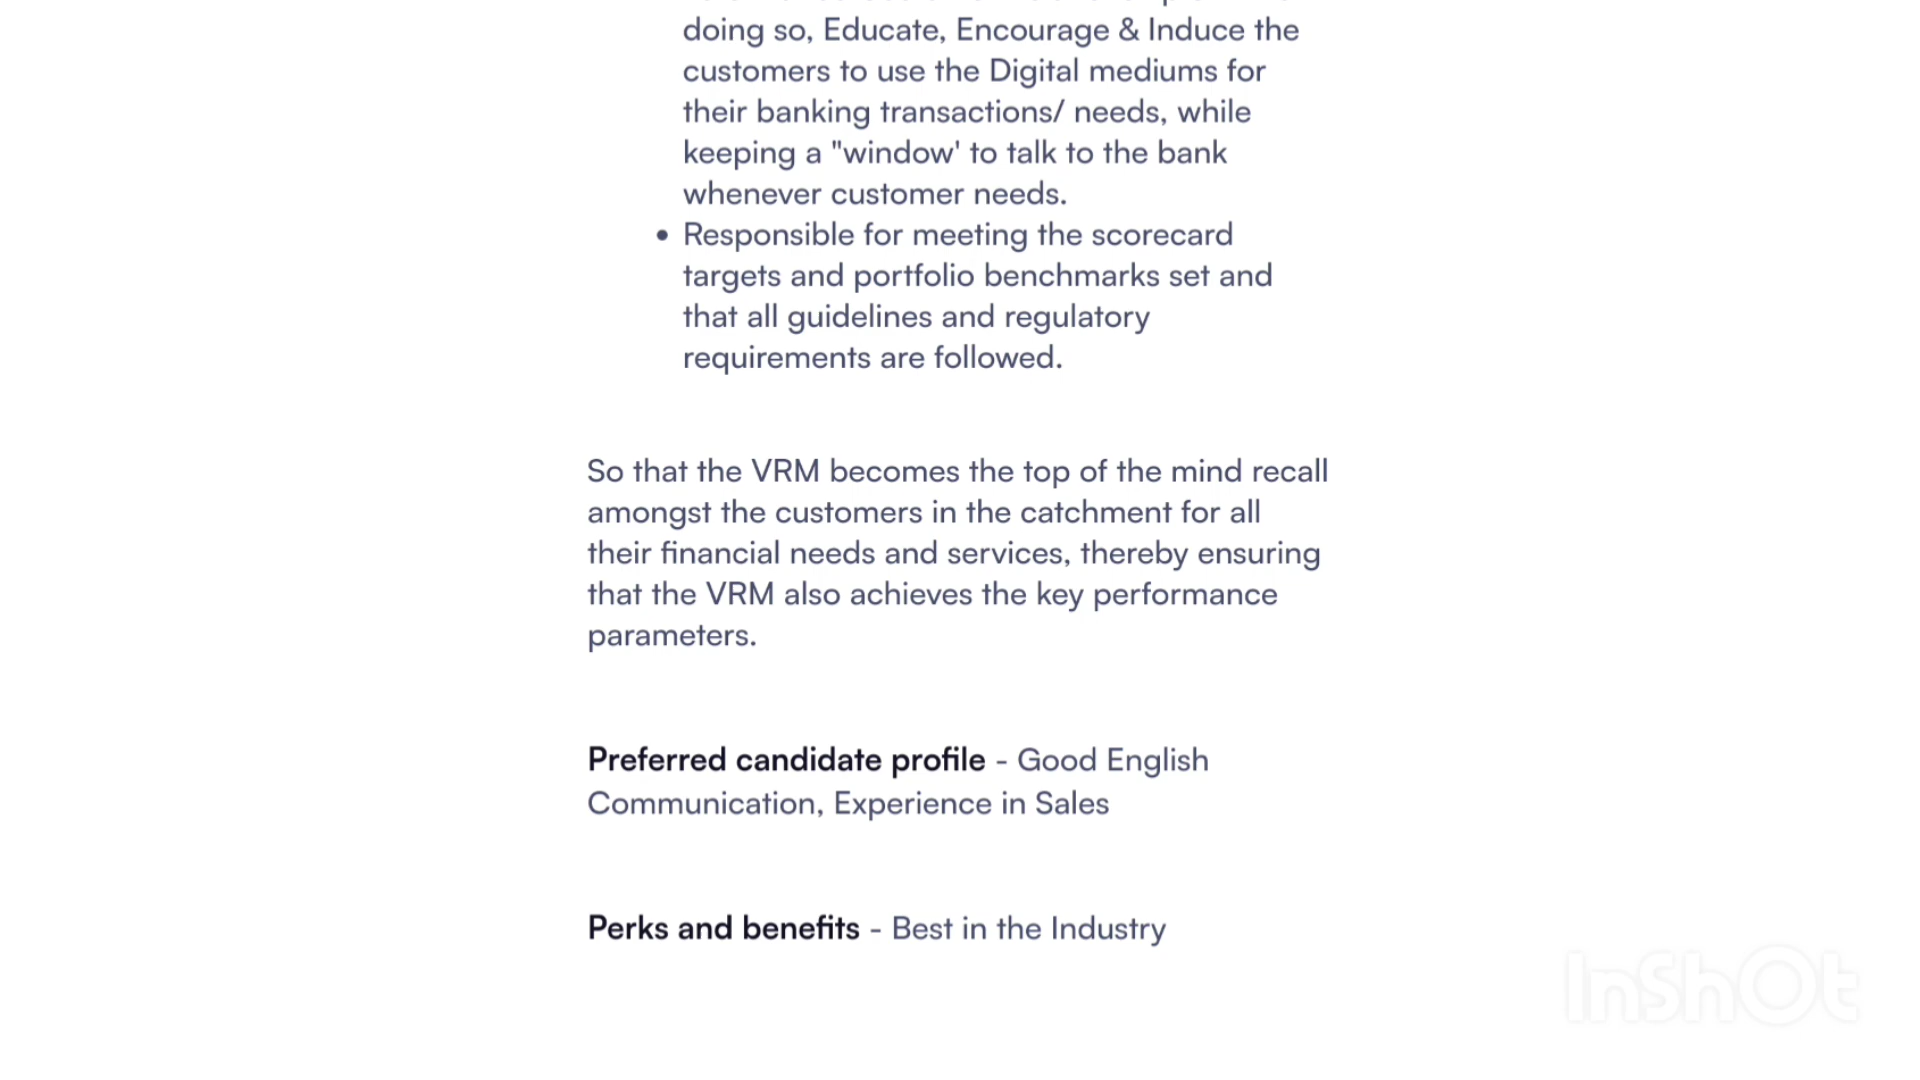 doing so, Educate, Encourage & Induce the
customers to use the Digital mediums for
their banking transactions/ needs, while
keeping a "window' to talk to the bank
whenever customer needs.
• Responsible for meeting the scorecard
targets and portfolio benchmarks set and
that all guidelines and regulatory
requirements are followed.
So that the VRM becomes the top of the mind recall
amongst the customers in the catchment for all
their financial needs and services, thereby ensuring
that the VRM also achieves the key performance
parameters.
Preferred candidate profile - Good English
Communication, Experience in Sales
Perks and benefits - Best in the Industry
InShOt